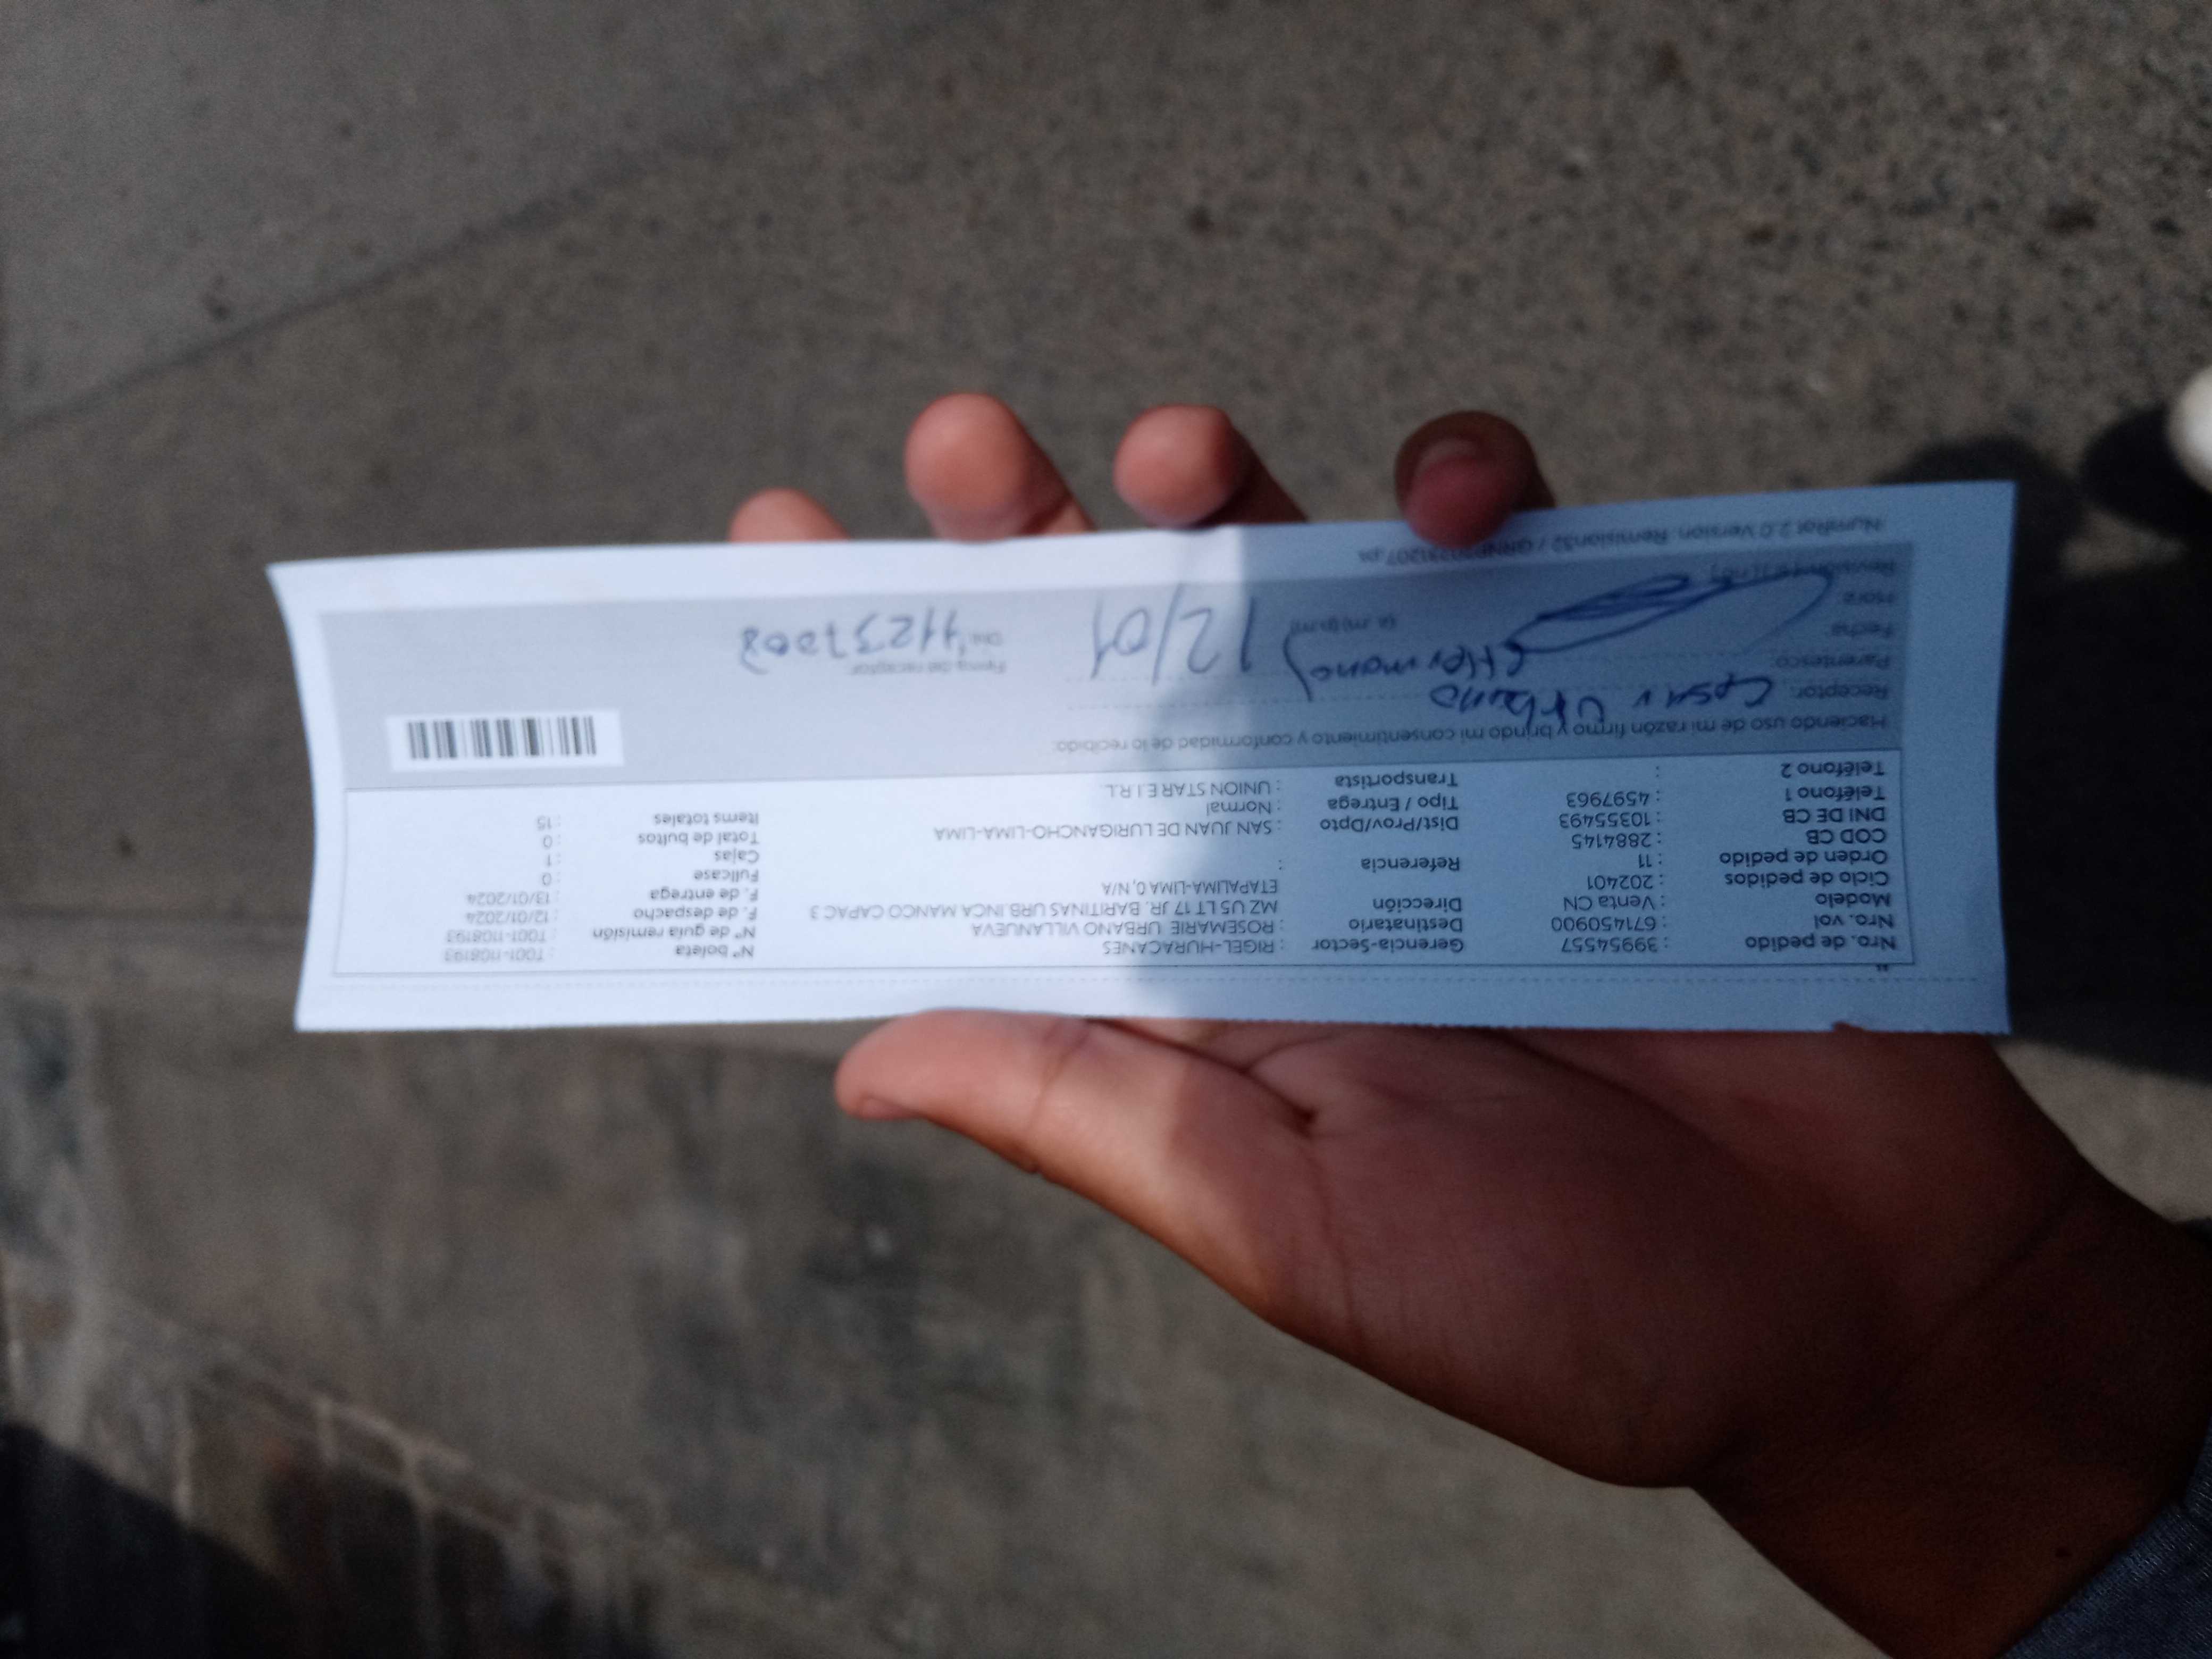 Nro. de pedido : 39954557 Gerencia-Sector : RIGEL-HURACANES N° boleta : T001-1108193
Nro. vol : 671450900 Destinatario : ROSEMARIE URBANO VILLANUEVA N° de guía remisión : T001-1108193
Modelo : Venta CN Dirección MZ U5 LT 17 JR. BARITINAS URB INCA MANCO CAPAC 3 F. de despacho : 12/01/2024
Ciclo de pedidos : 202401 ETAPALIMA-LIMA 0, N/A F. de entrega : 13/01/2024
Orden de pedido : 11 Referencia : Fullcase : 0
COD CB : 2884145 Dist/Prov/Dpto : SAN JUAN DE LURIGANCHO-LIMA-LIMA Cajas : 1
DNI DE CB : 10355493 Tipo / Entrega : Normal Total de bultos : 0
Teléfono 1 : 4597963 Transportista : UNION STAR E I R L Items totales : 15
Teléfono 2 :
Haciendo uso de mi razón firmo y brindo mi consentimiento y conformidad de lo recibido:
Receptor: Urbano
Parentesco: (Hermano) Firma del receptor
Fecha: 12/01 DNI:
Hora: (a.m)(p.m)